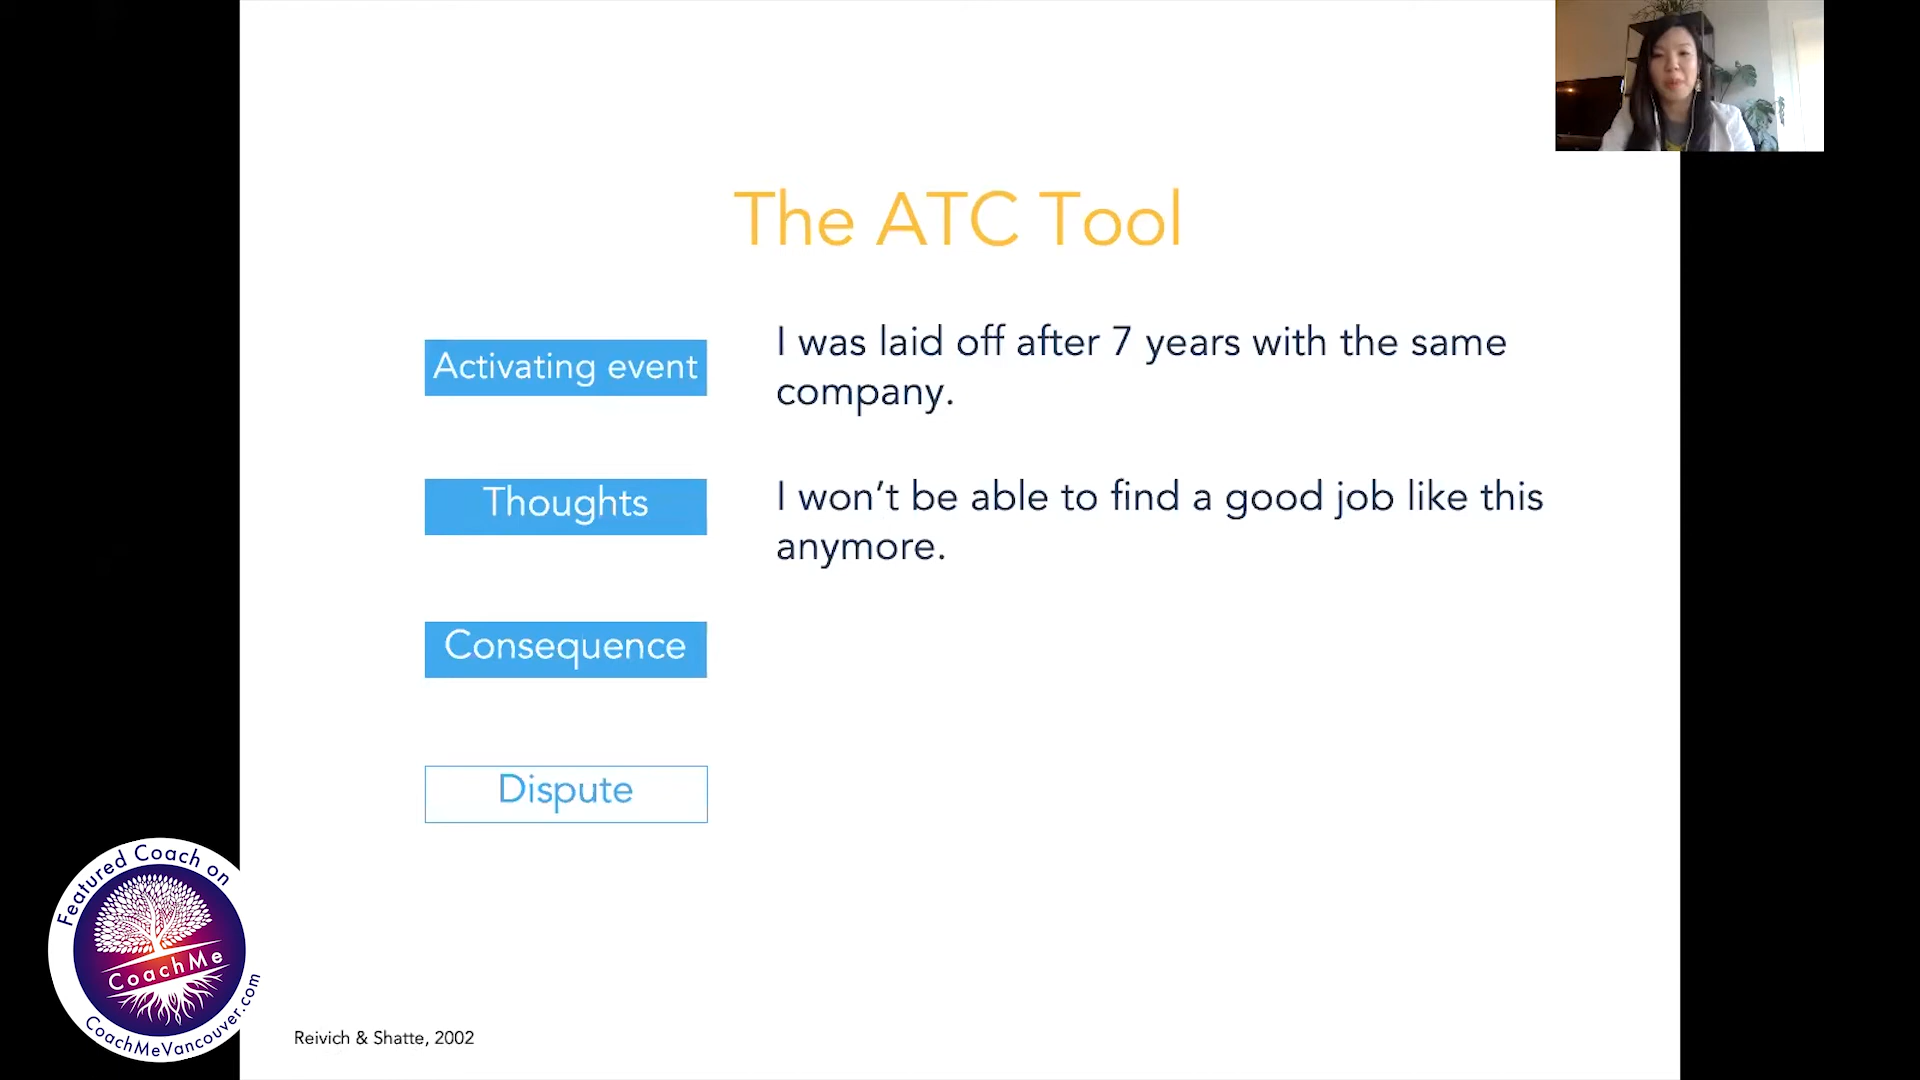 The ATC Tool
Activating event
I was laid off after 7 years with the same
company.
Thoughts
I won’t be able to find a good job like this
anymore.
Consequence
Dispute
Featured Coach on
CoachMe
CoachMeVancouver.com
Reivich & Shatte, 2002